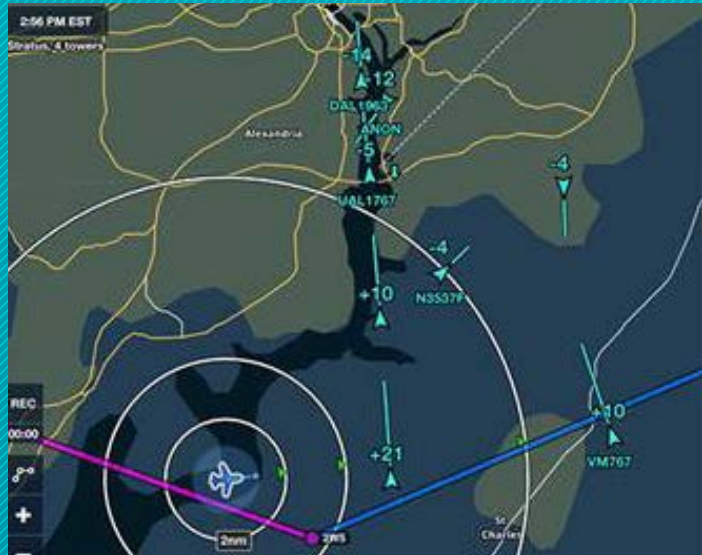 2:56 PM EST
Stratus, 4 towers
-14
-12
DAL1963
ANON
Alexandria
-5
UAL1767
-4
-4
N3537F
+10
REC
00:00
+10
VM767
+21
St
Charles
2nm
2W5